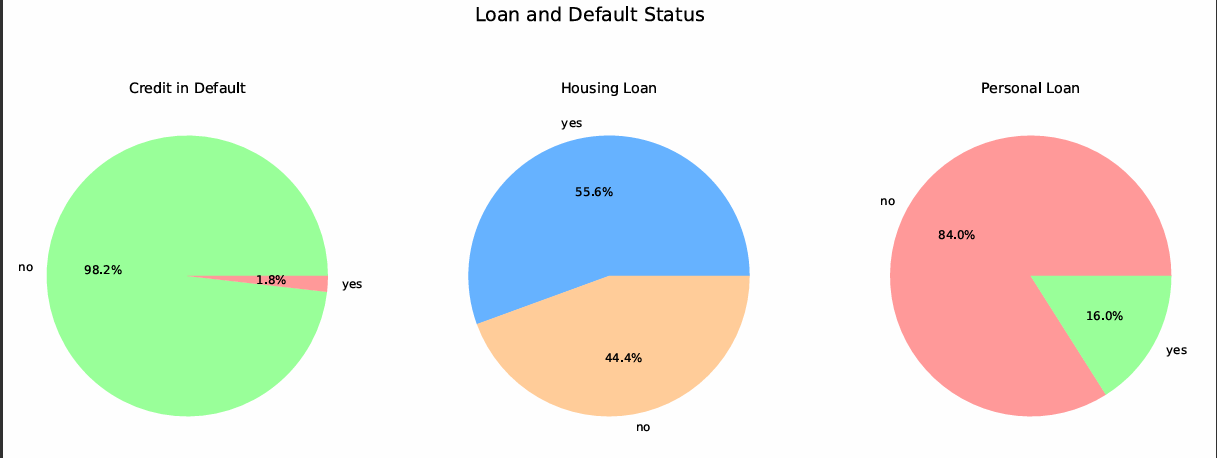 Loan and Default Status
Credit in Default
no
98.2%
1.8%
yes
Housing Loan
yes
55.6%
44.4%
no
Personal Loan
no
84.0%
16.0%
yes